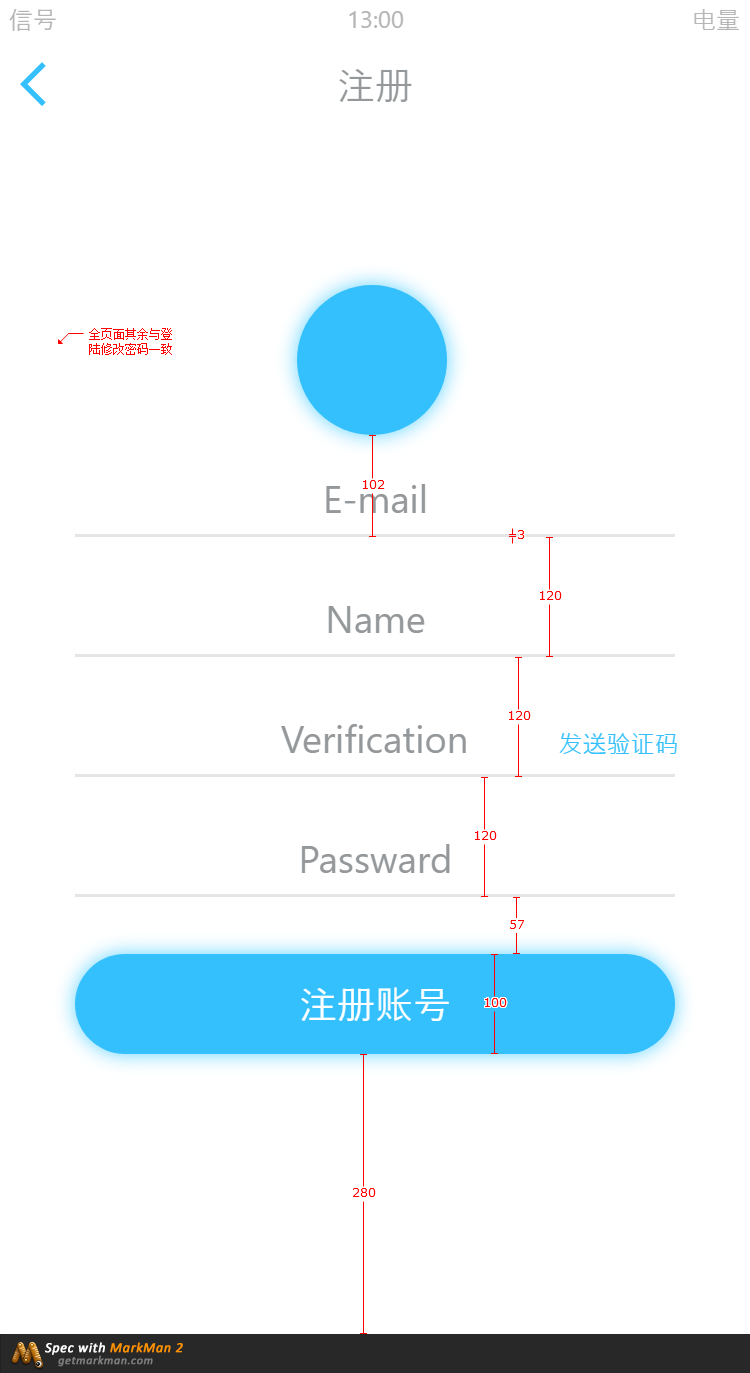 信号
13:00
电量
注册
全页面其余与登
陆修改密码一致
102
E-mail
3
120
Name
120
Verification
发送验证码
120
Passward
57
注册账号
100
280
Spec with MarkMan 2
getmarkman.com